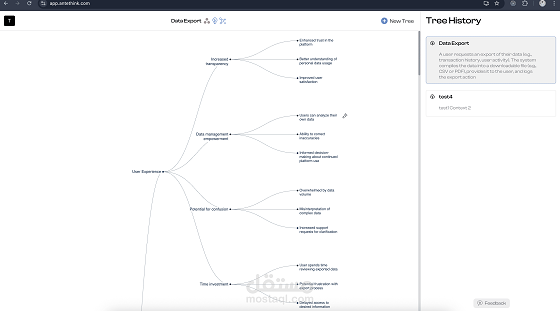 app.antethink.com
T
Data Export
New Tree
Tree History
Data Export
A user requests an export of their data (e.g.,
transaction history, user activity). The system
compiles the data into a downloadable file (e.g.,
CSV or PDF), provides it to the user, and logs
the export action
test4
test1 Context 2
User Experience
Increased
transparency
Enhanced trust in the
platform
Better understanding of
personal data usage
Improved user
satisfaction
Data management
empowerment
Users can analyze their
own data
Ability to correct
inaccuracies
Informed decision-
making about continued
platform use
Potential for confusion
Overwhelmed by data
volume
Misinterpretation of
complex data
Increased support
requests for clarification
Time investment
User spends time
reviewing exported data
Potential frustration with
export process
Delayed access to
desired information
مستقل
mostaql.com
Feedback